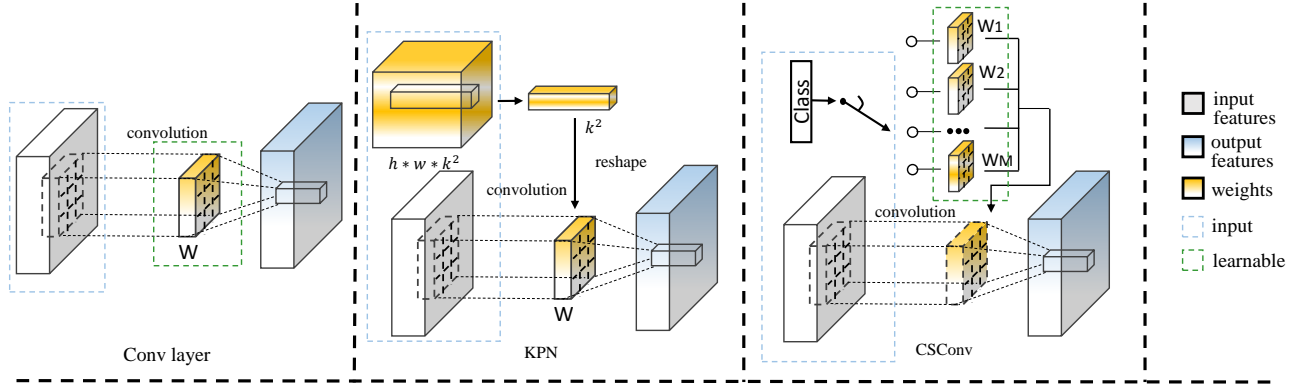 convolution
W
Conv layer
h * w * k²
k²
reshape
convolution
W
KPN
Class
W1
W2
•••
WM
convolution
CSConv
input
features
output
features
weights
input
learnable